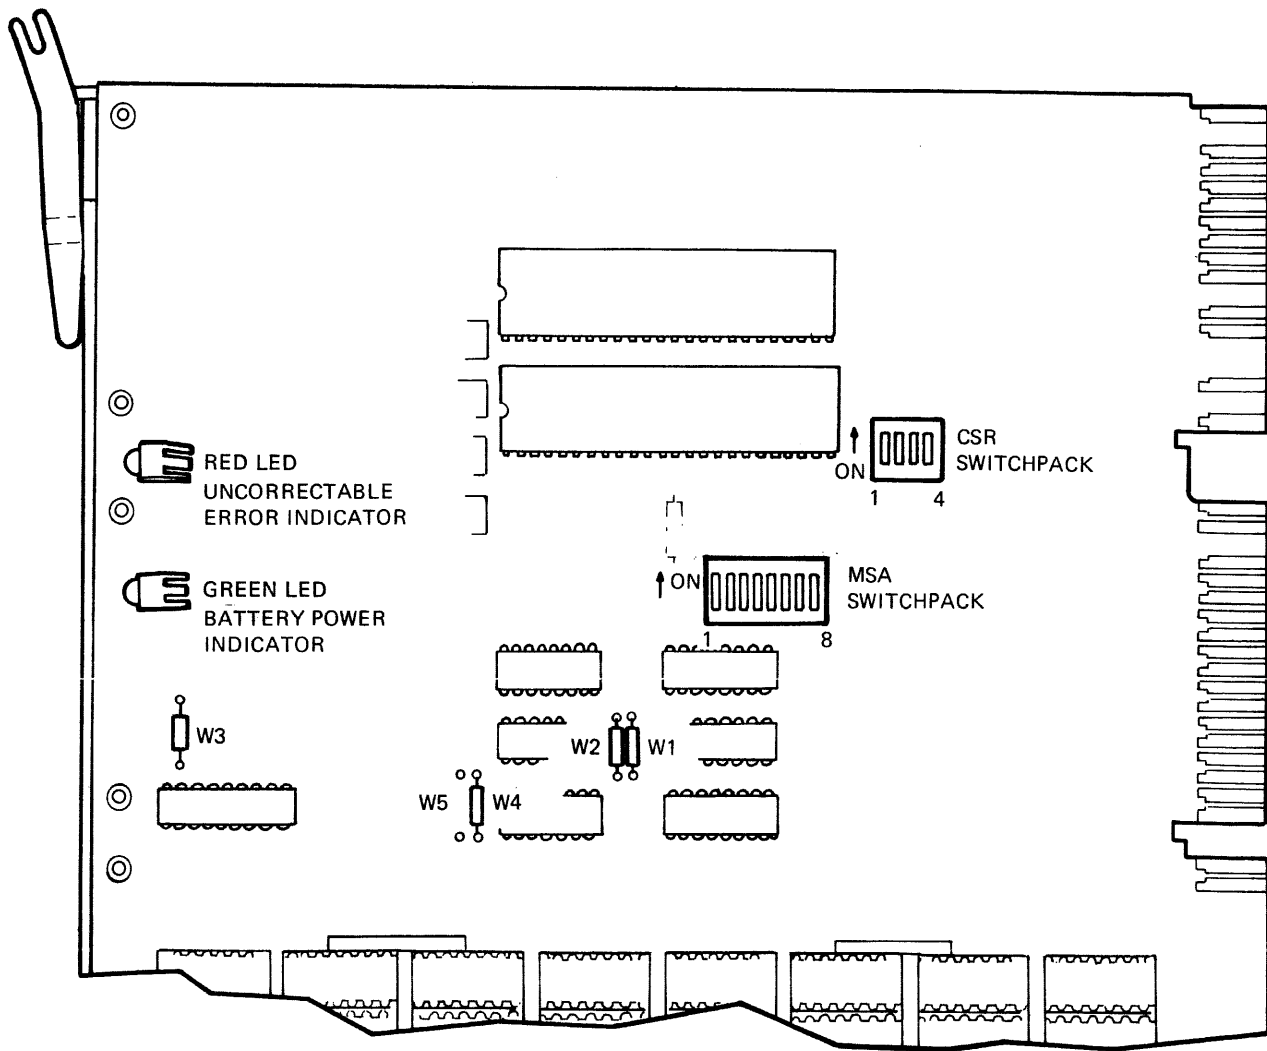 CSR
SWITCHPACK
ON
1 4
RED LED
UNCORRECTABLE
ERROR INDICATOR
MSA
SWITCHPACK
ON
1 8
GREEN LED
BATTERY POWER
INDICATOR
W3
W2 W1
W5 W4